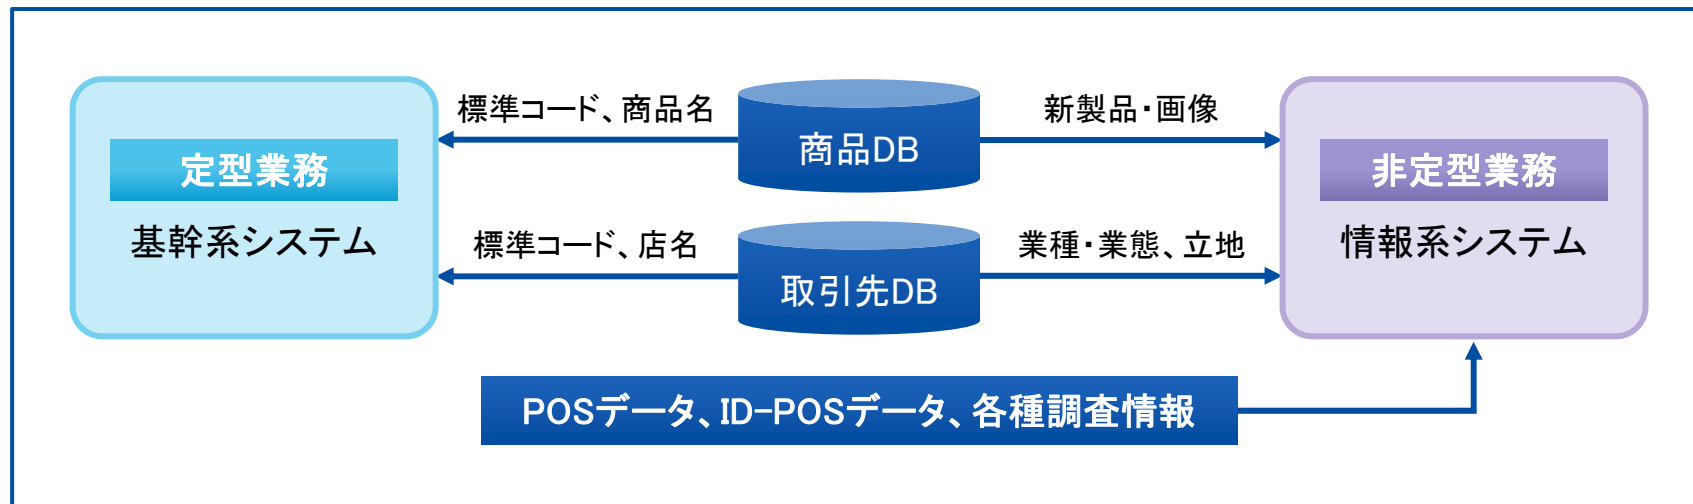 標準コード、商品名
商品DB
新製品・画像
定型業務
基幹系システム
非定型業務
情報系システム
標準コード、店名
取引先DB
業種・業態、立地
POSデータ、ID-POSデータ、各種調査情報